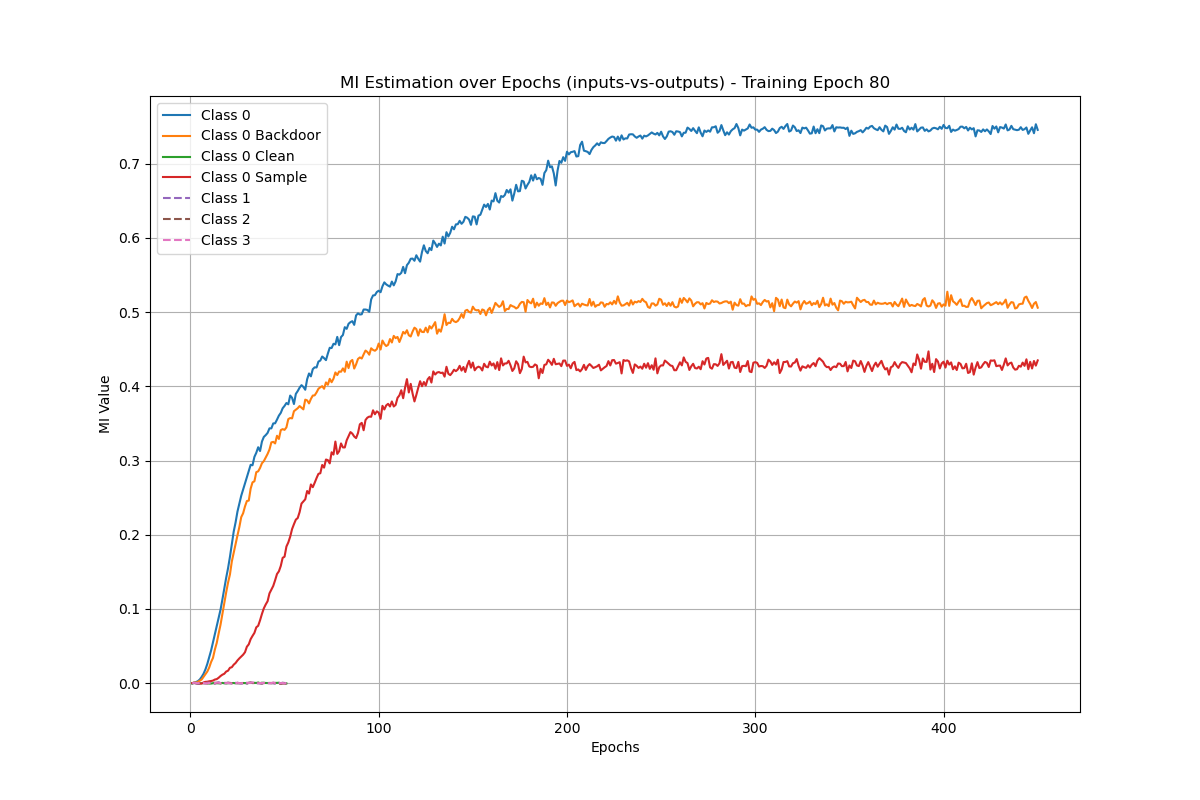 MI Estimation over Epochs (inputs-vs-outputs) - Training Epoch 80
Class 0
Class 0 Backdoor
Class 0 Clean
Class 0 Sample
Class 1
Class 2
Class 3
MI Value
0.7
0.6
0.5
0.4
0.3
0.2
0.1
0.0
0
100
200
300
400
Epochs